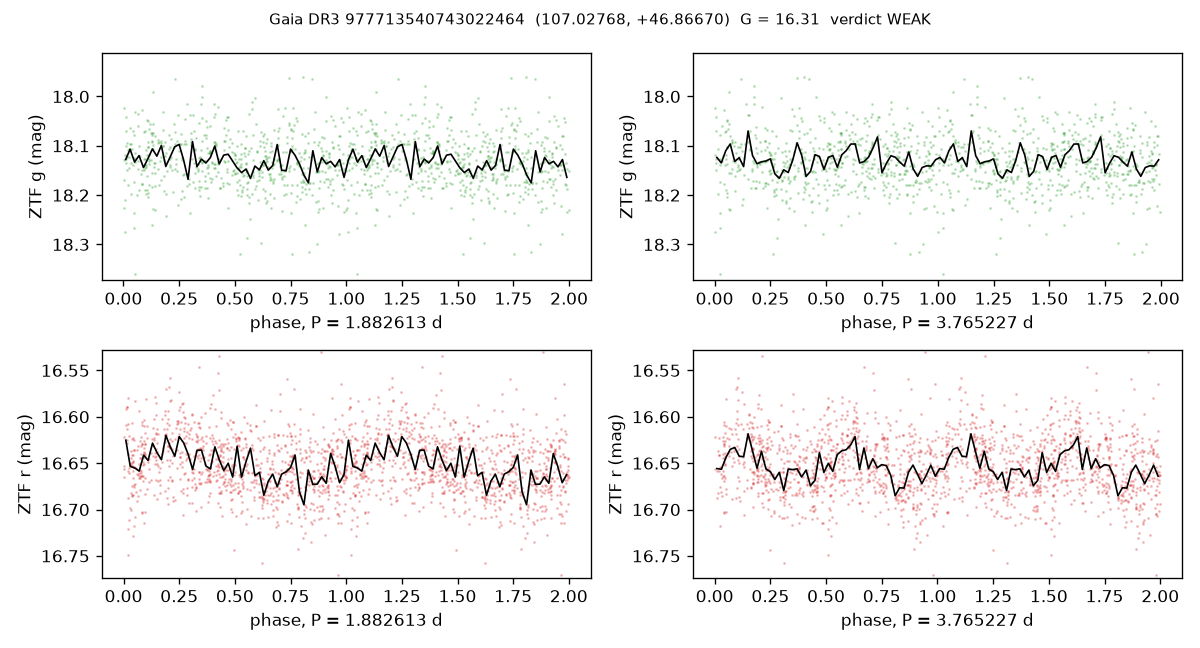 Gaia DR3 977713540743022464  (107.02768, +46.86670)  G = 16.31  verdict WEAK
ZTF g (mag)
18.0
18.1
18.2
18.3
0.00 0.25 0.50 0.75 1.00 1.25 1.50 1.75 2.00
phase, P = 1.882613 d
ZTF g (mag)
18.0
18.1
18.2
18.3
0.00 0.25 0.50 0.75 1.00 1.25 1.50 1.75 2.00
phase, P = 3.765227 d
ZTF r (mag)
16.55
16.60
16.65
16.70
16.75
0.00 0.25 0.50 0.75 1.00 1.25 1.50 1.75 2.00
phase, P = 1.882613 d
ZTF r (mag)
16.55
16.60
16.65
16.70
16.75
0.00 0.25 0.50 0.75 1.00 1.25 1.50 1.75 2.00
phase, P = 3.765227 d